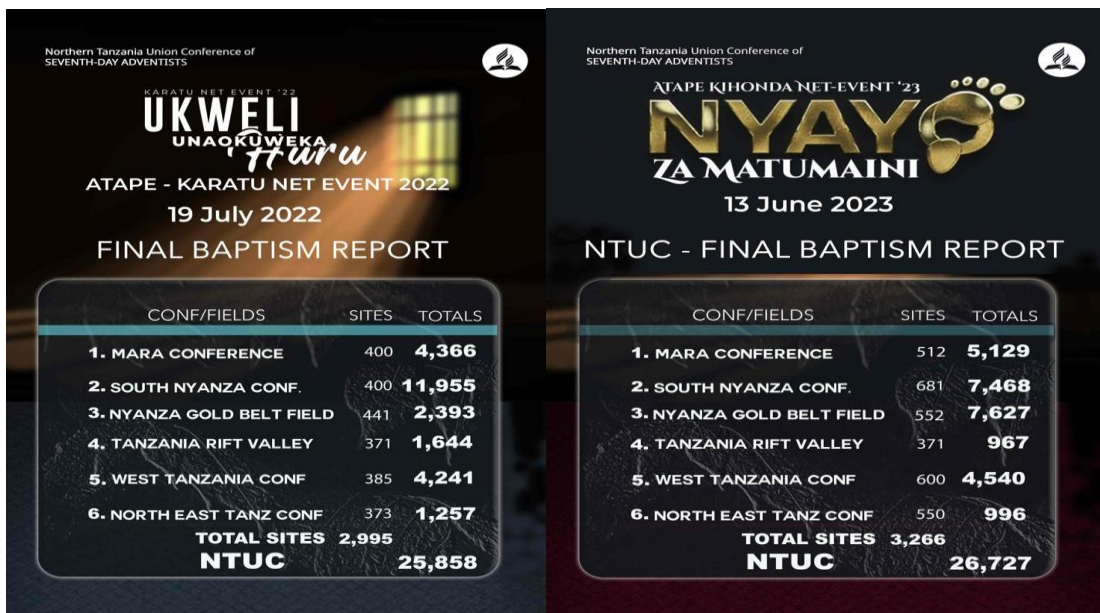 Northern Tanzania Union Conference of
SEVENTH-DAY ADVENTISTS
KARATU NET EVENT '22
UKWELI
UNAOKUWEKA
Huru
ATAPE - KARATU NET EVENT 2022
19 July 2022
FINAL BAPTISM REPORT
CONF/FIELDS SITES TOTALS
1. MARA CONFERENCE 400 4,366
2. SOUTH NYANZA CONF. 400 11,955
3. NYANZA GOLD BELT FIELD 441 2,393
4. TANZANIA RIFT VALLEY 371 1,644
5. WEST TANZANIA CONF 385 4,241
6. NORTH EAST TANZ CONF 373 1,257
TOTAL SITES 2,995
NTUC 25,858
Northern Tanzania Union Conference of
SEVENTH-DAY ADVENTISTS
ATAPE KIHONDA NET-EVENT '23
NYAYO
ZA MATUMAINI
13 June 2023
NTUC - FINAL BAPTISM REPORT
CONF/FIELDS SITES TOTALS
1. MARA CONFERENCE 512 5,129
2. SOUTH NYANZA CONF. 681 7,468
3. NYANZA GOLD BELT FIELD 552 7,627
4. TANZANIA RIFT VALLEY 371 967
5. WEST TANZANIA CONF 600 4,540
6. NORTH EAST TANZ CONF 550 996
TOTAL SITES 3,266
NTUC 26,727